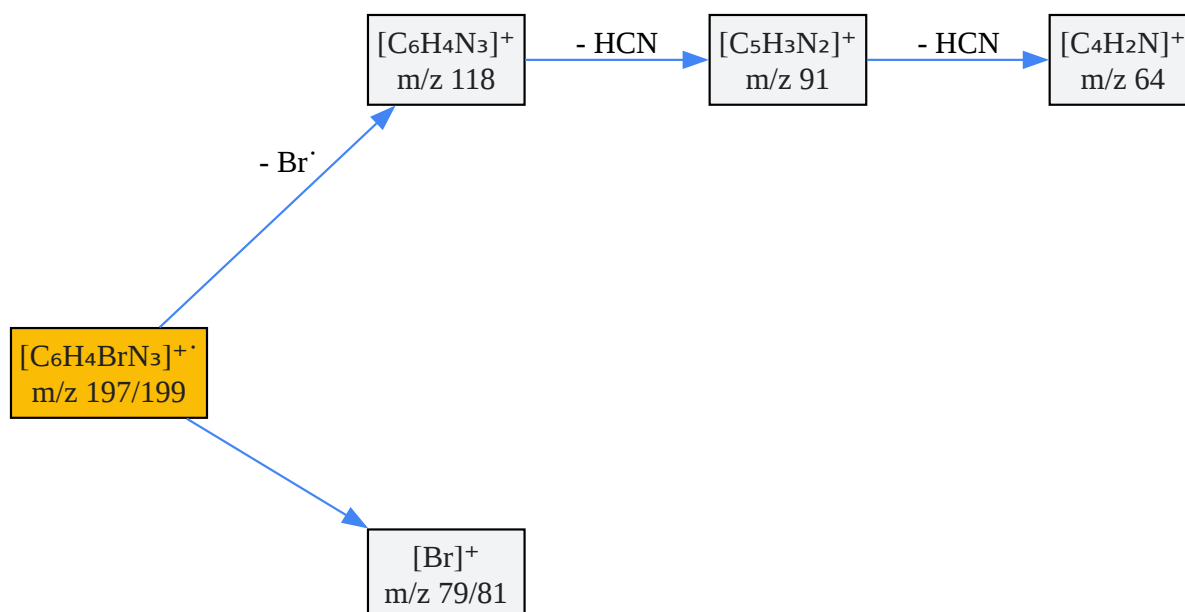 [C₆H₄N₃]⁺
m/z 118
- HCN
[C₅H₃N₂]⁺
m/z 91
- HCN
[C₄H₂N]⁺
m/z 64
- Br˙
[C₆H₄BrN₃]⁺˙
m/z 197/199
[Br]⁺
m/z 79/81